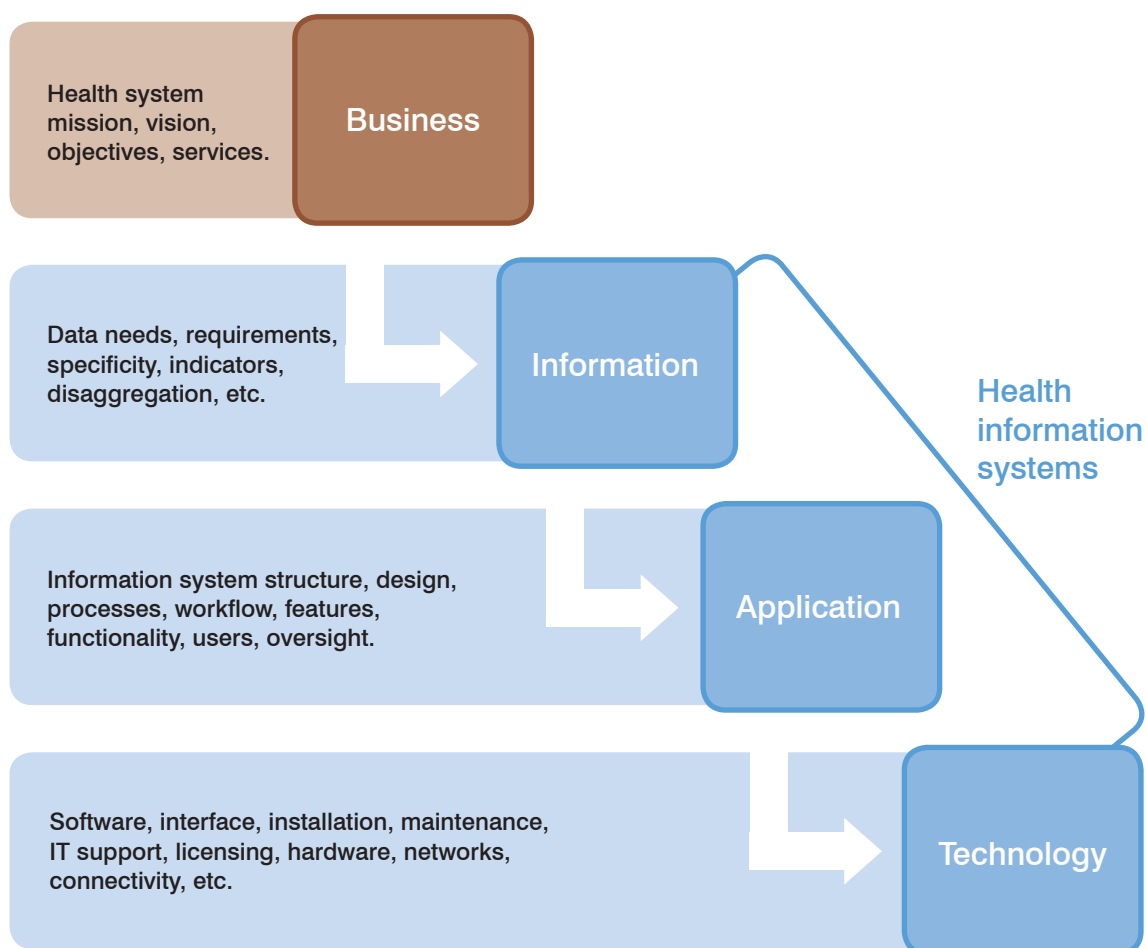 Health system
mission, vision,
objectives, services.
Business
Data needs, requirements,
specificity, indicators,
disaggregation, etc.
Information
Health
information
systems
Information system structure, design,
processes, workflow, features,
functionality, users, oversight.
Application
Software, interface, installation, maintenance,
IT support, licensing, hardware, networks,
connectivity, etc.
Technology